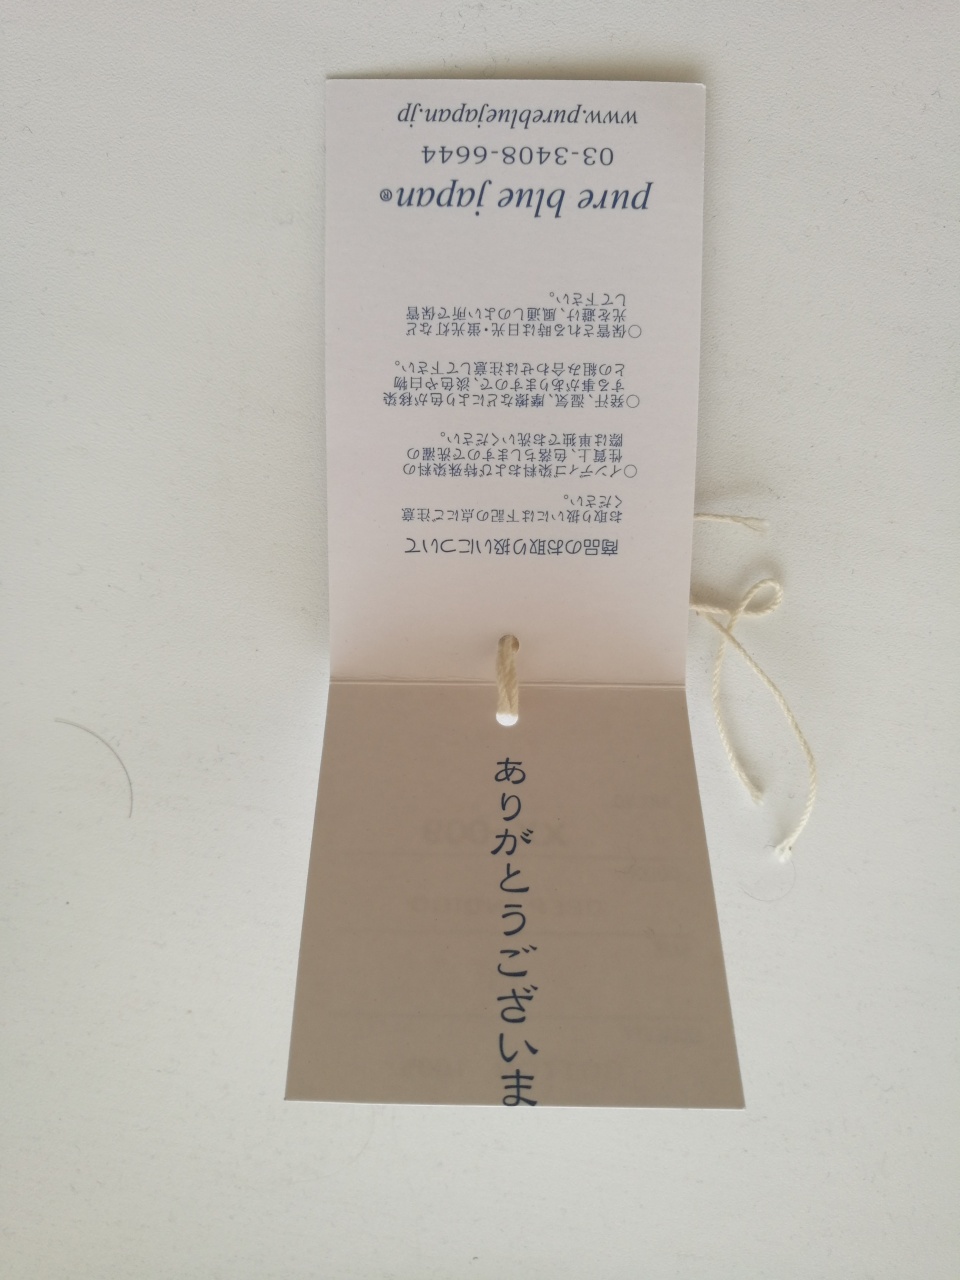 商品のお取り扱いについて
お取り扱いには下記の点にご注意
ください。
○インディゴ染料および特殊染料の
性質上、色落ちしますので洗濯の
際は単独でお洗いください。
○発汗、湿気、摩擦などにより色が移染
する事がありますので、淡色や白物
との組み合わせは注意して下さい。
○保管される時は日光・蛍光灯など
光を避け、風通しのよい所で保管
して下さい。
pure blue japan®
03-3408-6644
www.purebluejapan.jp
ありがとうございま